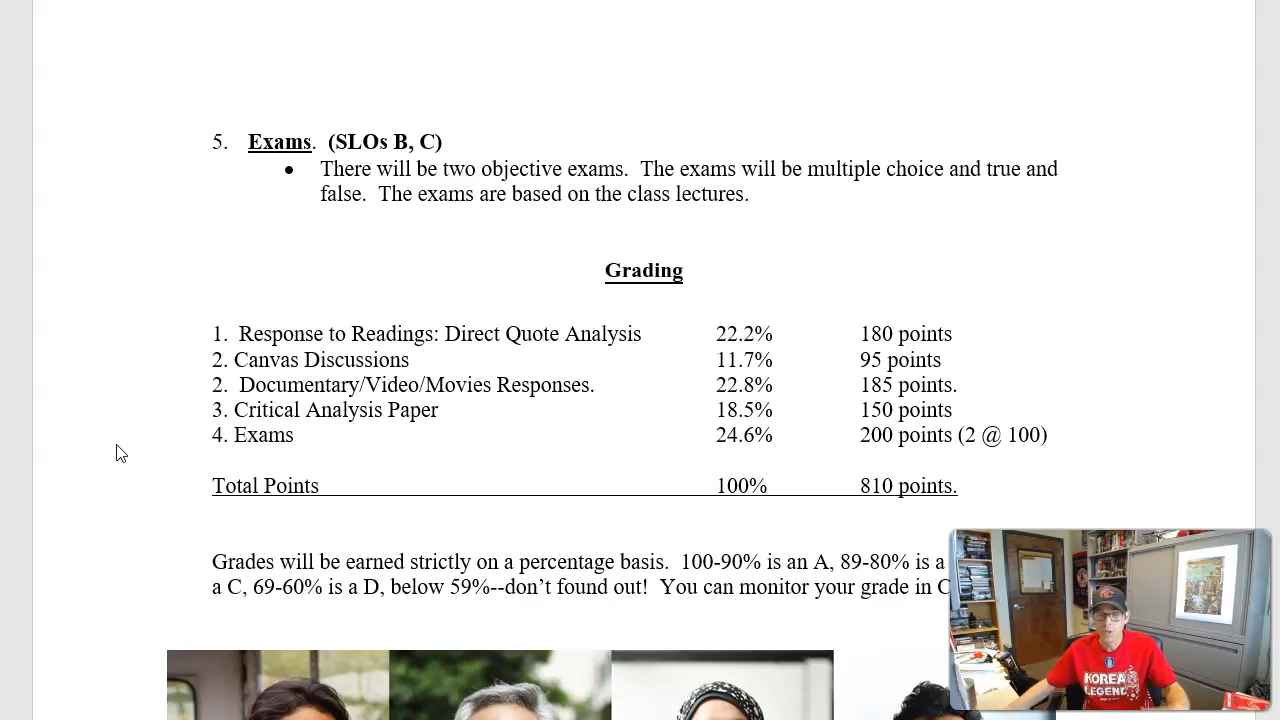 5. Exams. (SLOs B, C)
• There will be two objective exams. The exams will be multiple choice and true and
false. The exams are based on the class lectures.
Grading
1. Response to Readings: Direct Quote Analysis 22.2% 180 points
2. Canvas Discussions 11.7% 95 points
2. Documentary/Video/Movies Responses. 22.8% 185 points.
3. Critical Analysis Paper 18.5% 150 points
4. Exams 24.6% 200 points (2 @ 100)
Total Points 100% 810 points.
Grades will be earned strictly on a percentage basis. 100-90% is an A, 89-80% is a
a C, 69-60% is a D, below 59%--don't found out! You can monitor your grade in C
KOREA
LEGEND